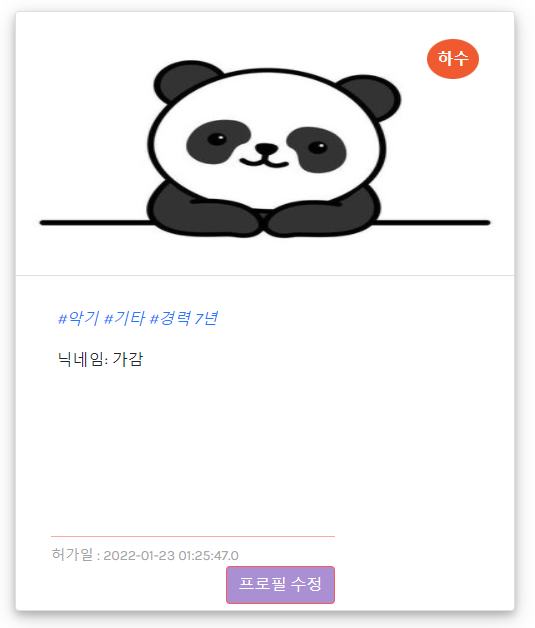 하수
#악기 #기타 #경력 7년
닉네임: 가감
허가일 : 2022-01-23 01:25:47.0
프로필 수정